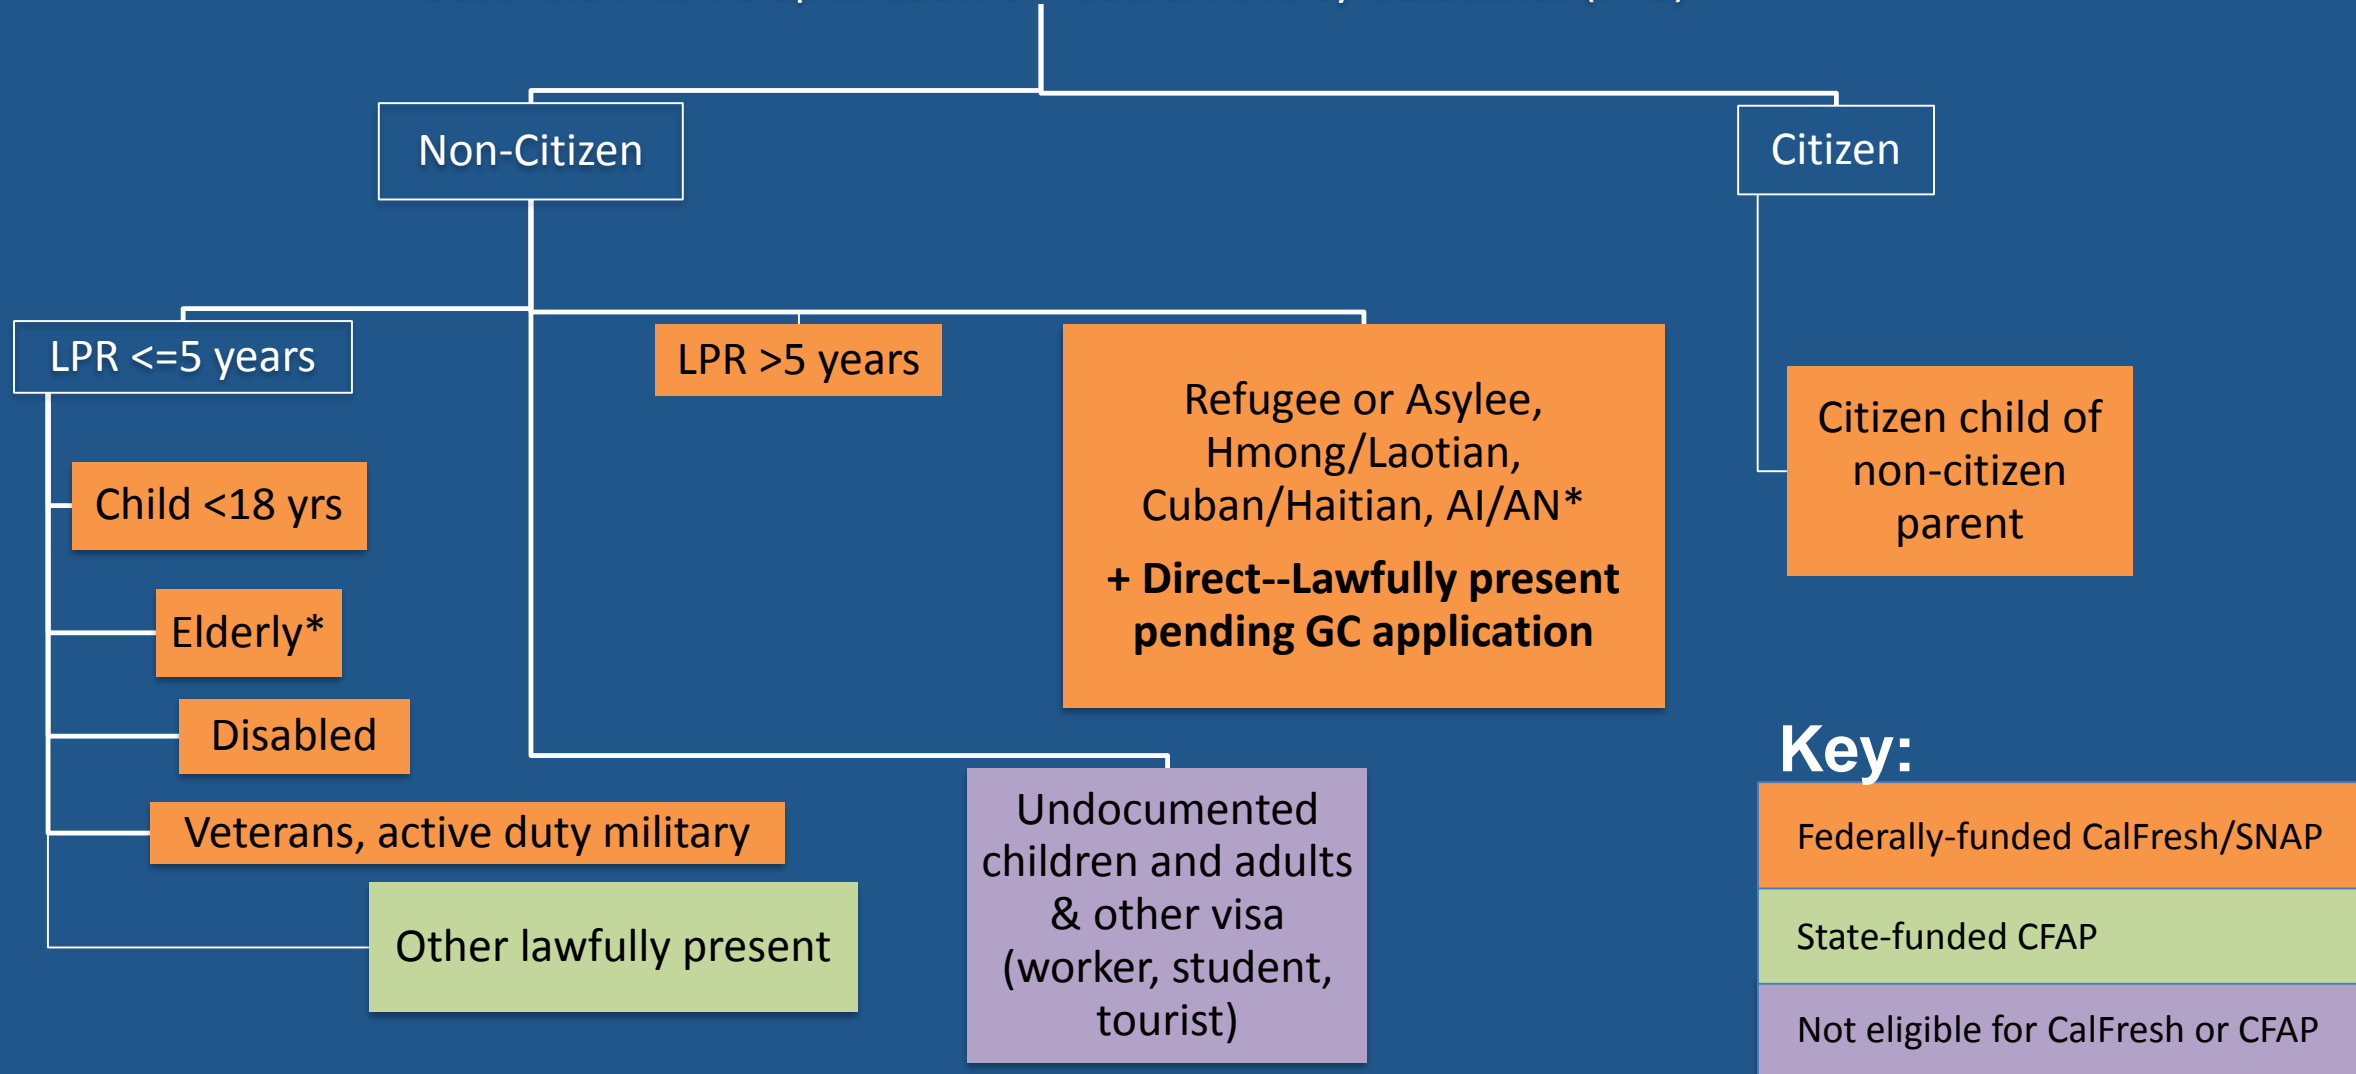 Non-Citizen
Citizen
LPR <=5 years
LPR >5 years
Refugee or Asylee,
Hmong/Laotian,
Cuban/Haitian, AI/AN*
+ Direct--Lawfully present
pending GC application
Citizen child of
non-citizen
parent
Child <18 yrs
Elderly*
Disabled
Veterans, active duty military
Other lawfully present
Undocumented
children and adults
& other visa
(worker, student,
tourist)
Key:
Federally-funded CalFresh/SNAP
State-funded CFAP
Not eligible for CalFresh or CFAP